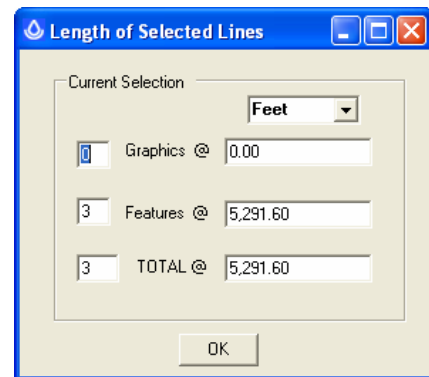 Length of Selected Lines
Current Selection
Feet
0 Graphics @ 0.00
3 Features @ 5,291.60
3 TOTAL @ 5,291.60
OK